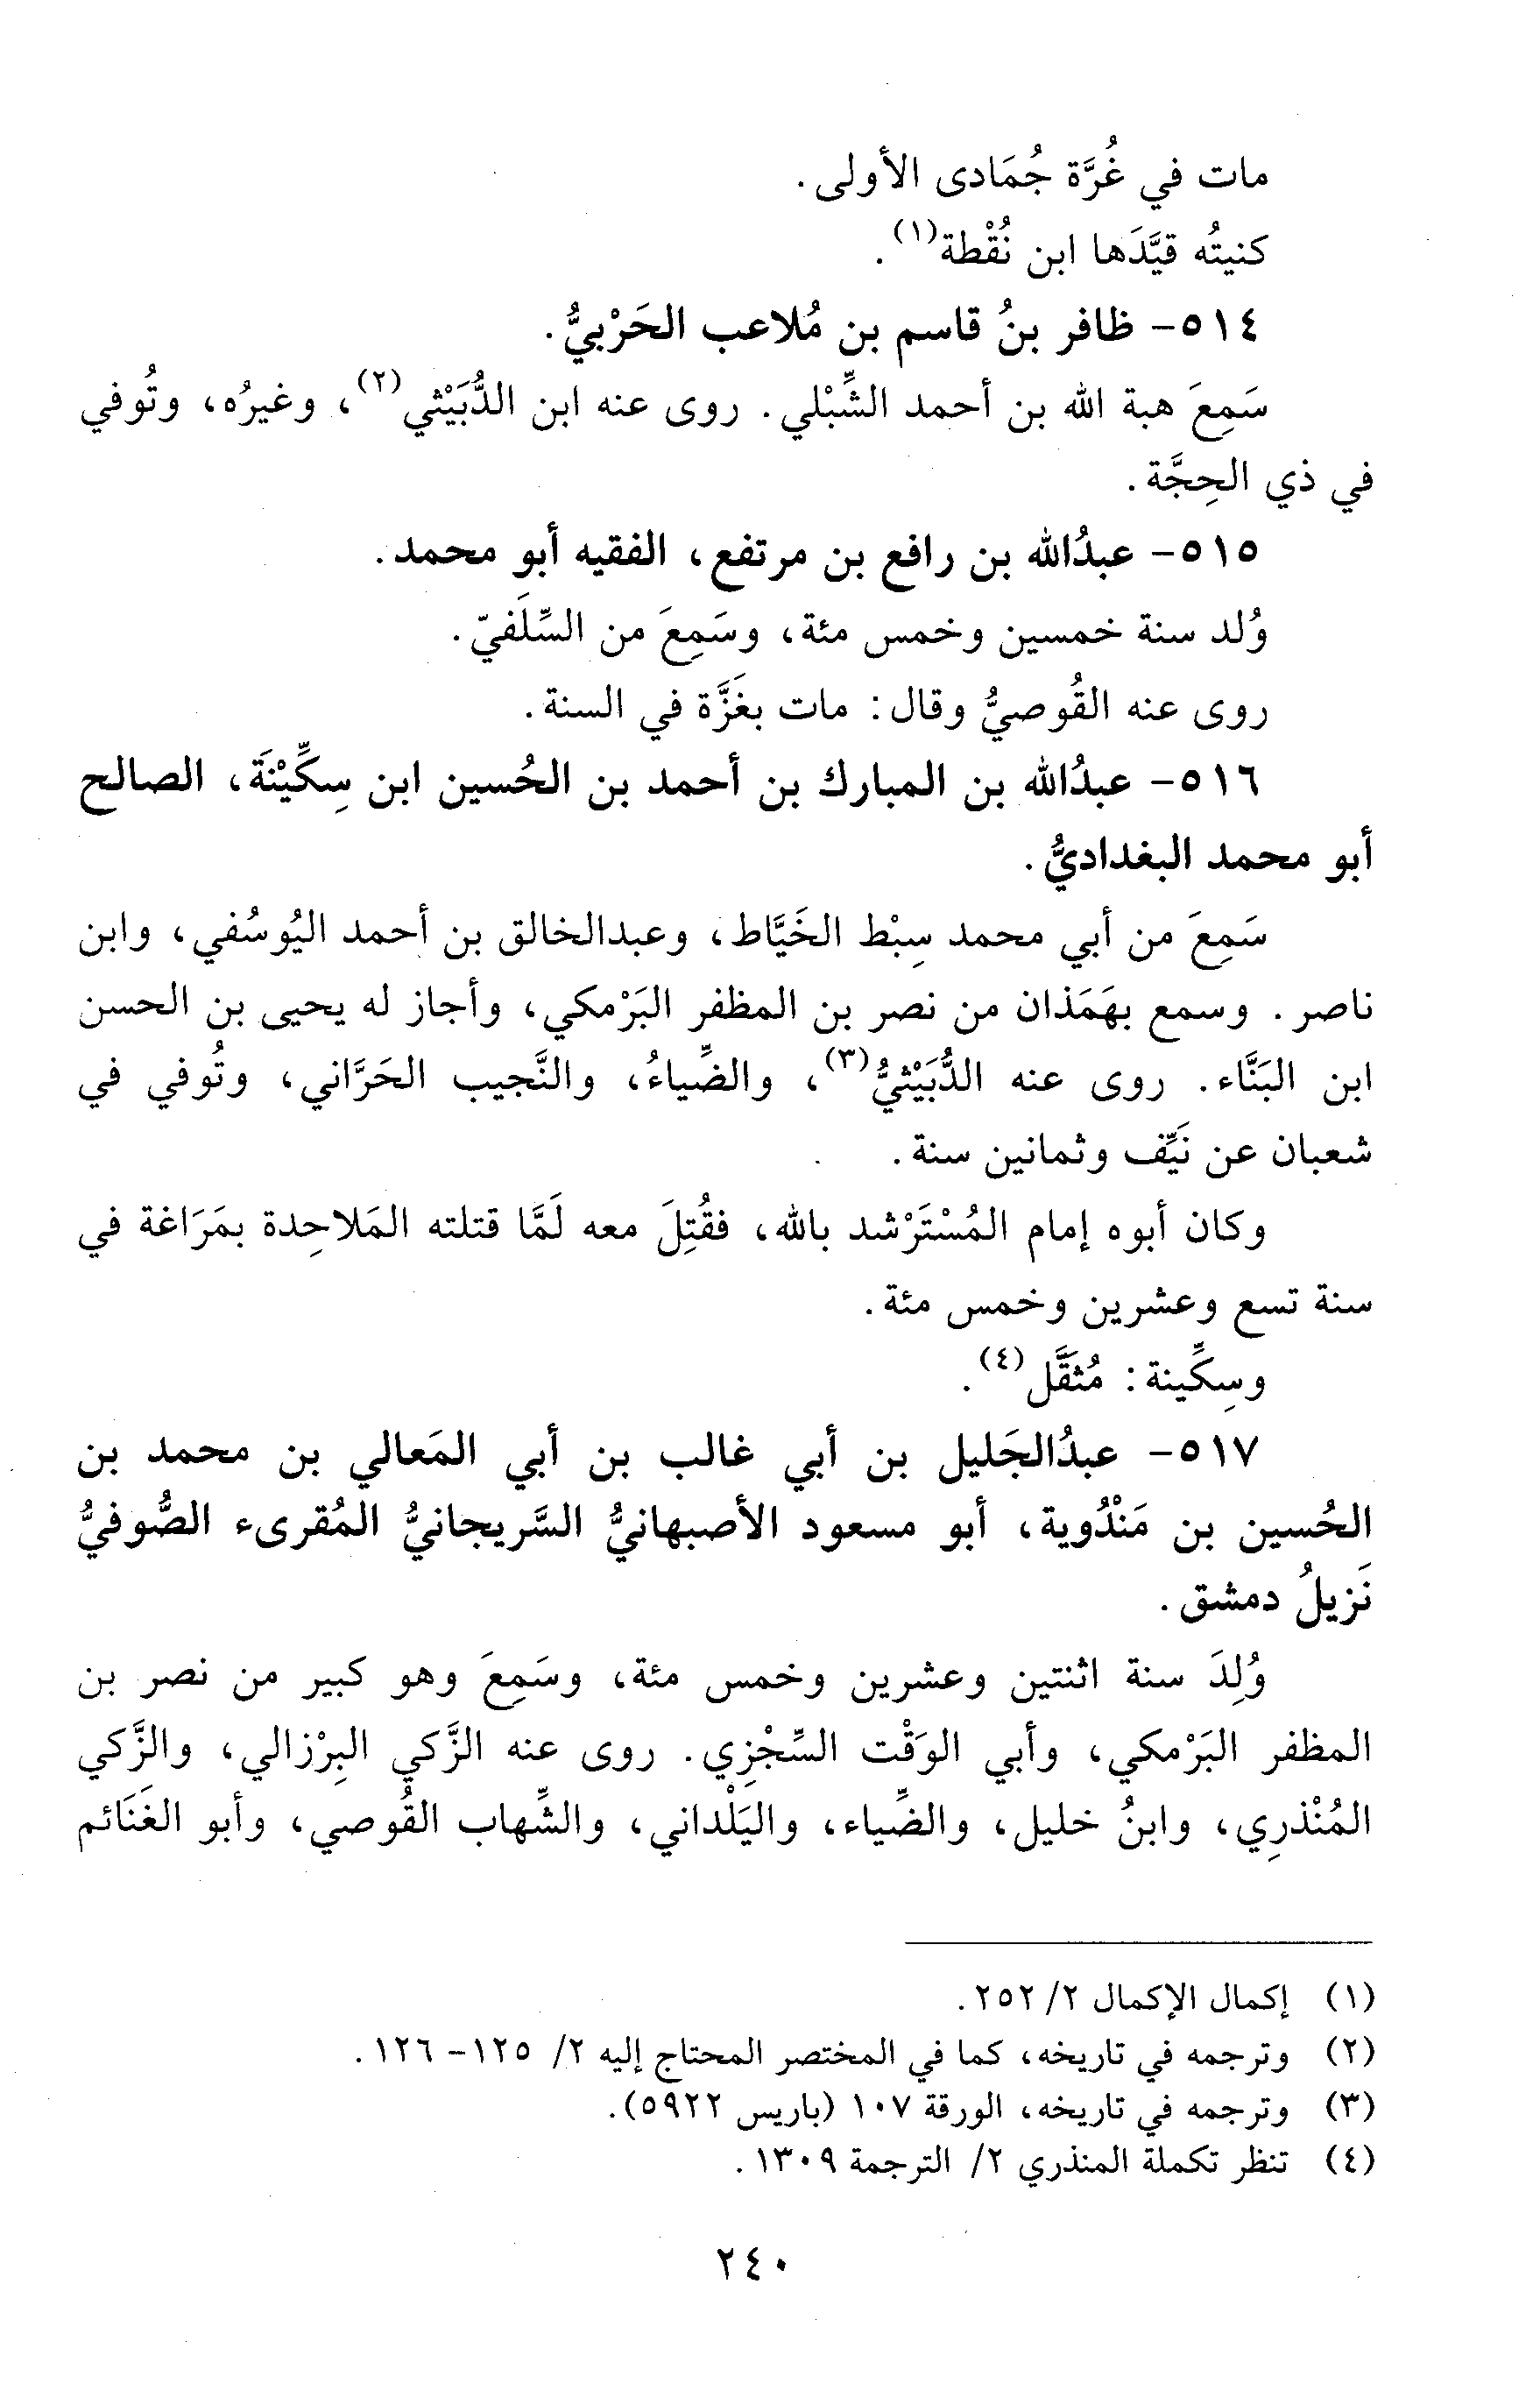 مات في غُرَّة جُمَادى الأولى.
كنيتُه قيَّدَها ابن نُقْطة(١).
٥١٤- ظافر بنُ قاسم بن مُلاعب الحَرْبيُّ.
سَمِعَ هبة الله بن أحمد الشِّبْلي. روى عنه ابن الدُّبَيْثي(٢)، وغيرُه، وتُوفي
في ذي الحِجَّة.
٥١٥- عبدُالله بن رافع بن مرتفع، الفقيه أبو محمد.
وُلد سنة خمسين وخمس مئة، وسَمِعَ من السِّلَفيّ.
روى عنه القُوصيُّ وقال: مات بغَزَّة في السنة.
٥١٦- عبدُالله بن المبارك بن أحمد بن الحُسين ابن سِكِّيْنَة، الصالح
أبو محمد البغداديُّ.
سَمِعَ من أبي محمد سِبْط الخَيَّاط، وعبدالخالق بن أحمد اليُوسُفي، وابن
ناصر. وسمع بهَمَذان من نصر بن المظفر البَرْمكي، وأجاز له يحيى بن الحسن
ابن البَنَّاء. روى عنه الدُّبَيْثيُّ(٣)، والضِّياءُ، والنَّجيب الحَرَّاني، وتُوفي في
شعبان عن نَيِّف وثمانين سنة.
وكان أبوه إمام المُسْتَرْشد بالله، فقُتِلَ معه لَمَّا قتلته المَلاحِدة بمَرَاغة في
سنة تسع وعشرين وخمس مئة.
وسِكِّينة: مُثَقَّل(٤).
٥١٧- عبدُالجَليل بن أبي غالب بن أبي المَعالي بن محمد بن
الحُسين بن مَنْدُوية، أبو مسعود الأصبهانيُّ السَّريجانيُّ المُقرىء الصُّوفيُّ
نَزيلُ دمشق.
وُلِدَ سنة اثنتين وعشرين وخمس مئة، وسَمِعَ وهو كبير من نصر بن
المظفر البَرْمكي، وأبي الوَقْت السِّجْزِي. روى عنه الزَّكي البِرْزالي، والزَّكي
المُنْذرِي، وابنُ خليل، والضِّياء، واليَلْداني، والشِّهاب القُوصي، وأبو الغَنَائم
(١) إكمال الإكمال ٢/ ٢٥٢.
(٢) وترجمه في تاريخه، كما في المختصر المحتاج إليه ٢/ ١٢٥- ١٢٦.
(٣) وترجمه في تاريخه، الورقة ١٠٧ (باريس ٥٩٢٢).
(٤) تنظر تكملة المنذري ٢/ الترجمة ١٣٠٩.
٢٤٠